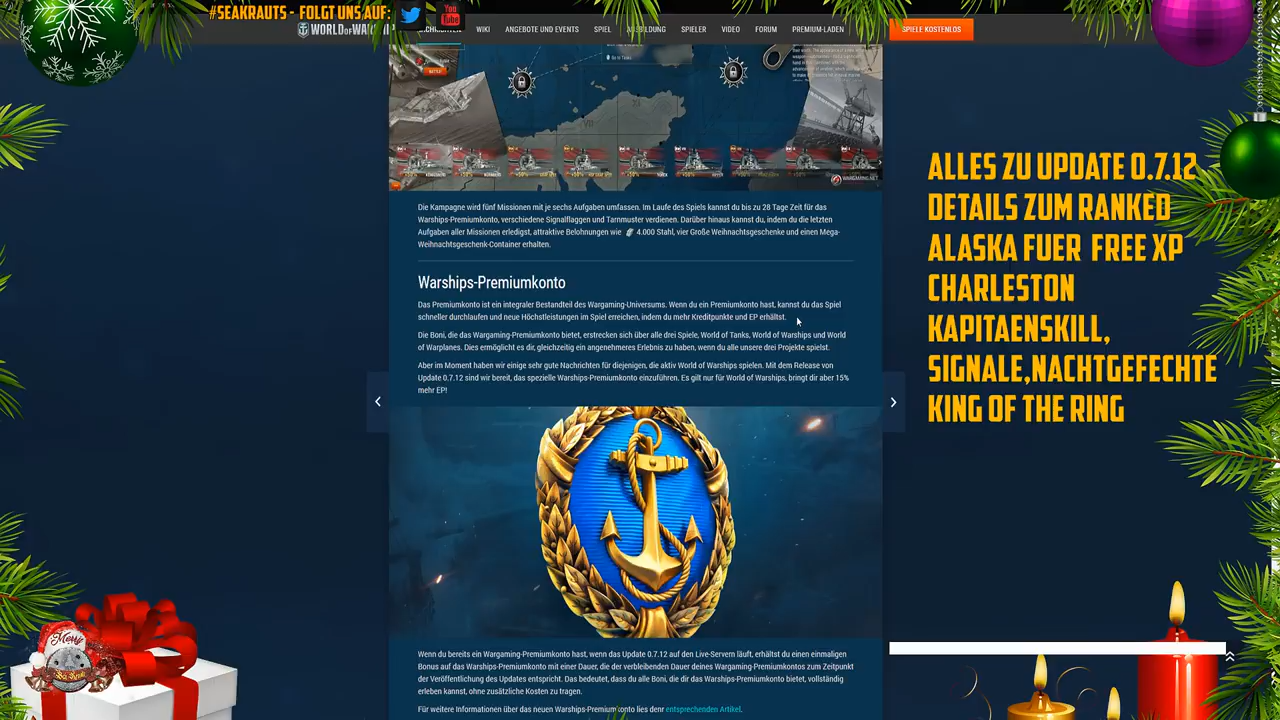 #SEAKRAUTS - FOLGT UNS AUF:
You
Tube
WORLD OF WA
NACHRICHTEN
WIKI
ANGEBOTE UND EVENTS
SPIEL
SPIELER
VIDEO
FORUM
PREMIUM-LADEN
SPIELE KOSTENLOS
Go to Tasks
BATTLE!
VII
WARGAMING.NET
Die Kampagne wird fünf Missionen mit je sechs Aufgaben umfassen. Im Laufe des Spiels kannst du bis zu 28 Tage Zeit für das
Warships-Premiumkonto, verschiedene Signalflaggen und Tarnmuster verdienen. Darüber hinaus kannst du, indem du die letzten
Aufgaben aller Missionen erledigst, attraktive Belohnungen wie 4.000 Stahl, vier Große Weihnachtsgeschenke und einen Mega-
Weihnachtsgeschenk-Container erhalten.
Warships-Premiumkonto
Das Premiumkonto ist ein integraler Bestandteil des Wargaming-Universums. Wenn du ein Premiumkonto hast, kannst du das Spiel
schneller durchlaufen und neue Höchstleistungen im Spiel erreichen, indem du mehr Kreditpunkte und EP erhältst.
Die Boni, die das Wargaming-Premiumkonto bietet, erstrecken sich über alle drei Spiele, World of Tanks, World of Warships und World
of Warplanes. Dies ermöglicht es dir, gleichzeitig ein angenehmeres Erlebnis zu haben, wenn du alle unsere drei Projekte spielst.
Aber im Moment haben wir einige sehr gute Nachrichten für diejenigen, die aktiv World of Warships spielen. Mit dem Release von
Update 0.7.12 sind wir bereit, das spezielle Warships-Premiumkonto einzuführen. Es gilt nur für World of Warships, bringt dir aber 15%
mehr EP!
Wenn du bereits ein Wargaming-Premiumkonto hast, wenn das Update 0.7.12 auf den Live-Servern läuft, erhältst du einen einmaligen
Bonus auf das Warships-Premiumkonto mit einer Dauer, die der verbleibenden Dauer deines Wargaming-Premiumkontos zum Zeitpunkt
der Veröffentlichung des Updates entspricht. Das bedeutet, dass du alle Boni, die dir das Warships-Premiumkonto bietet, vollständig
erleben kannst, ohne zusätzliche Kosten zu tragen.
Für weitere Informationen über das neuen Warships-Premiumkonto lies denr entsprechenden Artikel.
ALLES ZU UPDATE 0.7.12
DETAILS ZUM RANKED
ALASKA FUER FREE XP
CHARLESTON
KAPITAENSKILL,
SIGNALE,NACHTGEFECHTE
KING OF THE RING
Merry